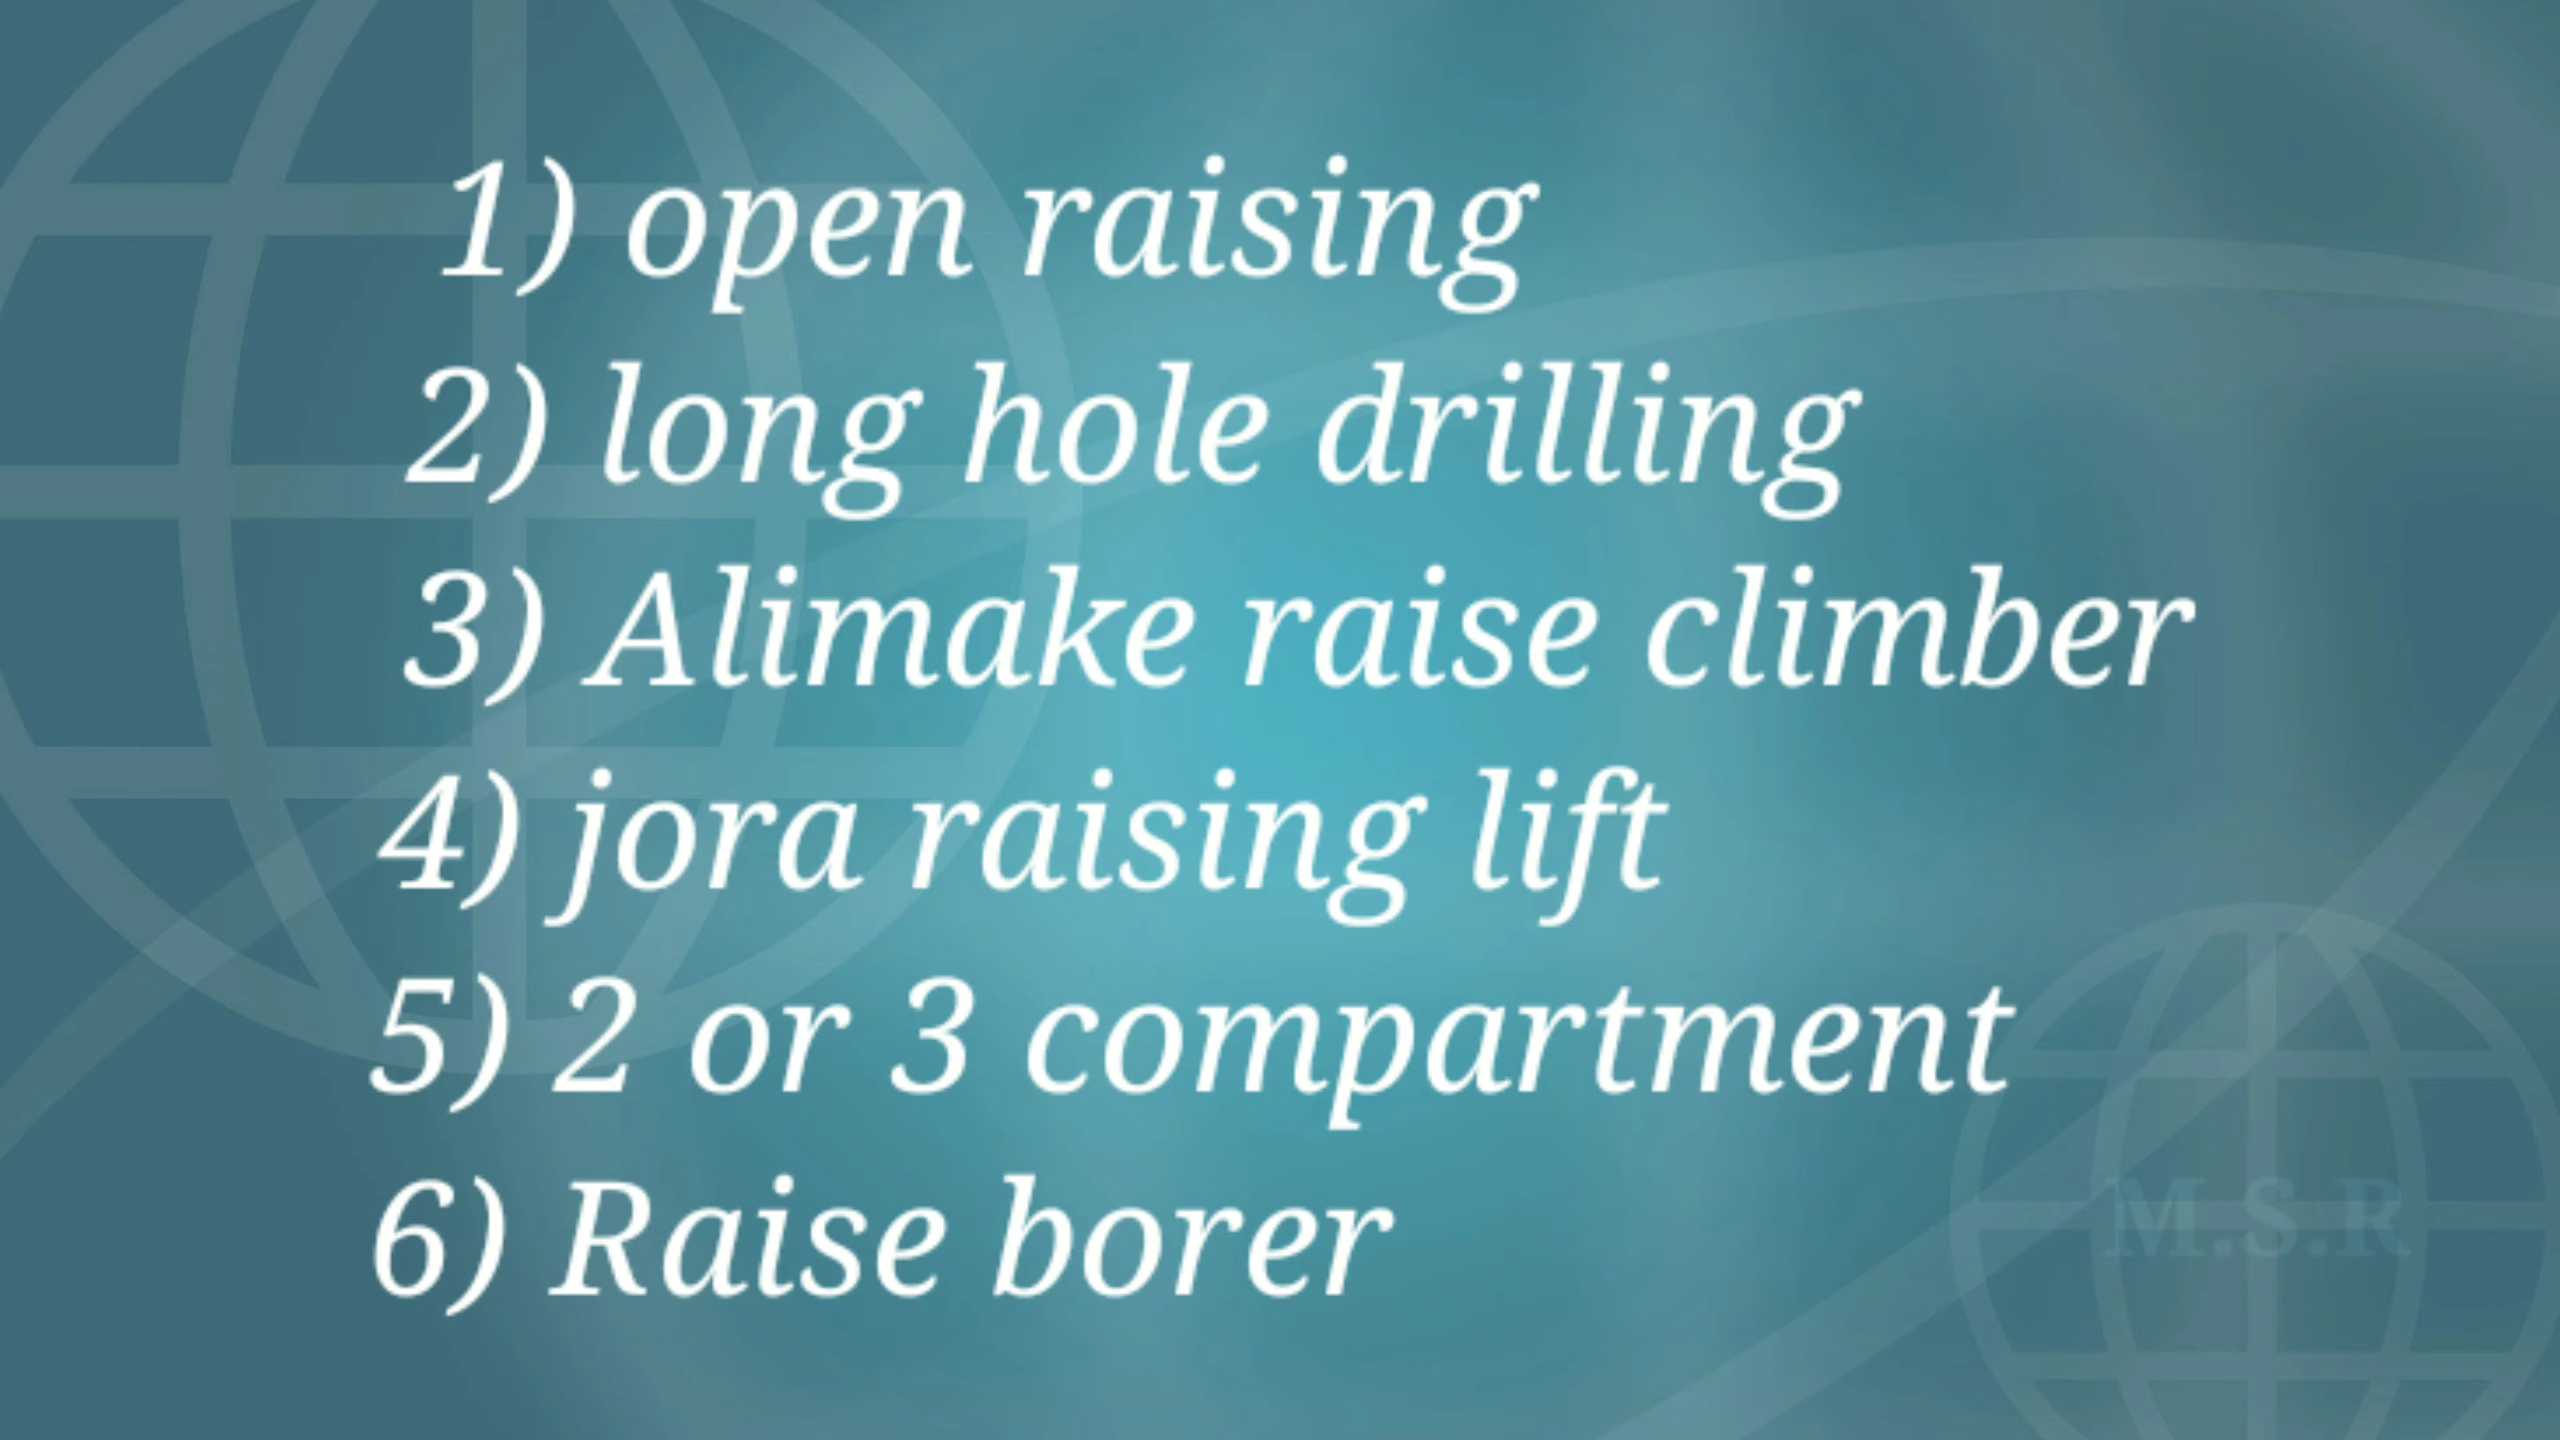 1) open raising
2) long hole drilling
3) Alimake raise climber
4) jora raising lift
5) 2 or 3 compartment
6) Raise borer
M.S.R